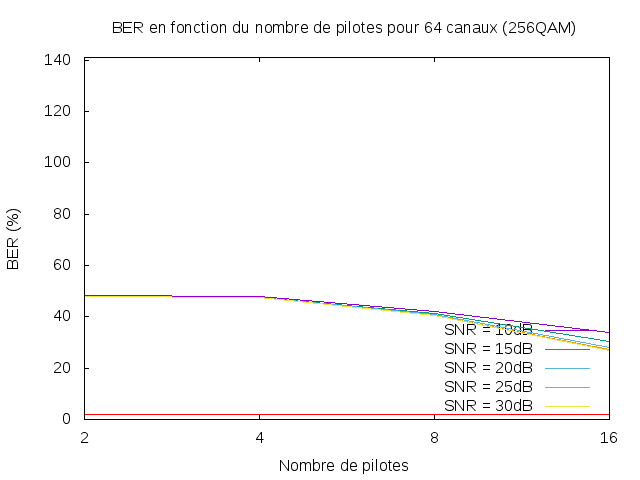 BER en fonction du nombre de pilotes pour 64 canaux (256QAM)
140
120
100
80
60
40
20
0
BER (%)
SNR = 10dB
SNR = 15dB
SNR = 20dB
SNR = 25dB
SNR = 30dB
2 4 8 16
Nombre de pilotes